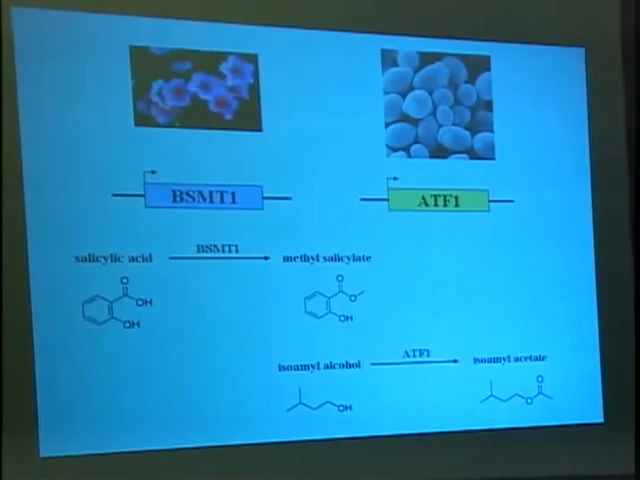 BSMT1
ATF1
BSMT1
salicylic acid
methyl salicylate
O
OH
OH
O
O
OH
ATF1
isoamyl alcohol
isoamyl acetate
OH
O
O